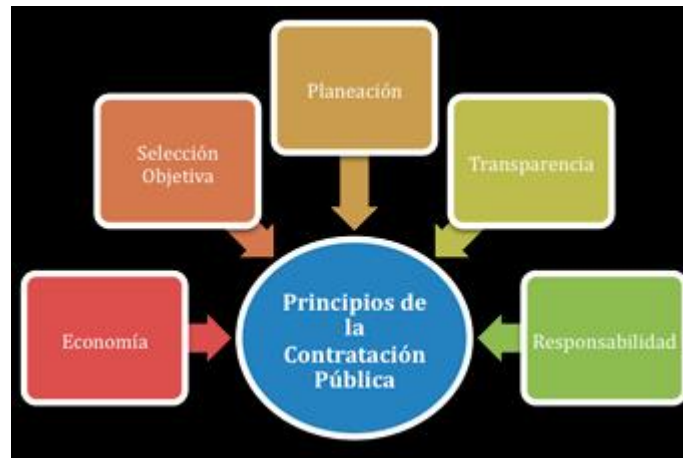 Planeación
Selección
Objetiva
Transparencia
Economía
Principios de
la
Contratación
Pública
Responsabilidad